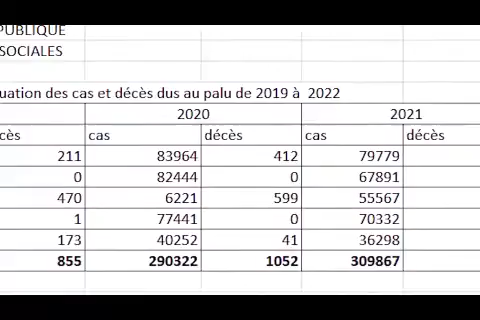 PUBLIQUE
SOCIALES
uation des cas et décès dus au palu de 2019 à 2022
2020 2021
cès cas décès cas décès
211 83964 412 79779
0 82444 0 67891
470 6221 599 55567
1 77441 0 70332
173 40252 41 36298
855 290322 1052 309867